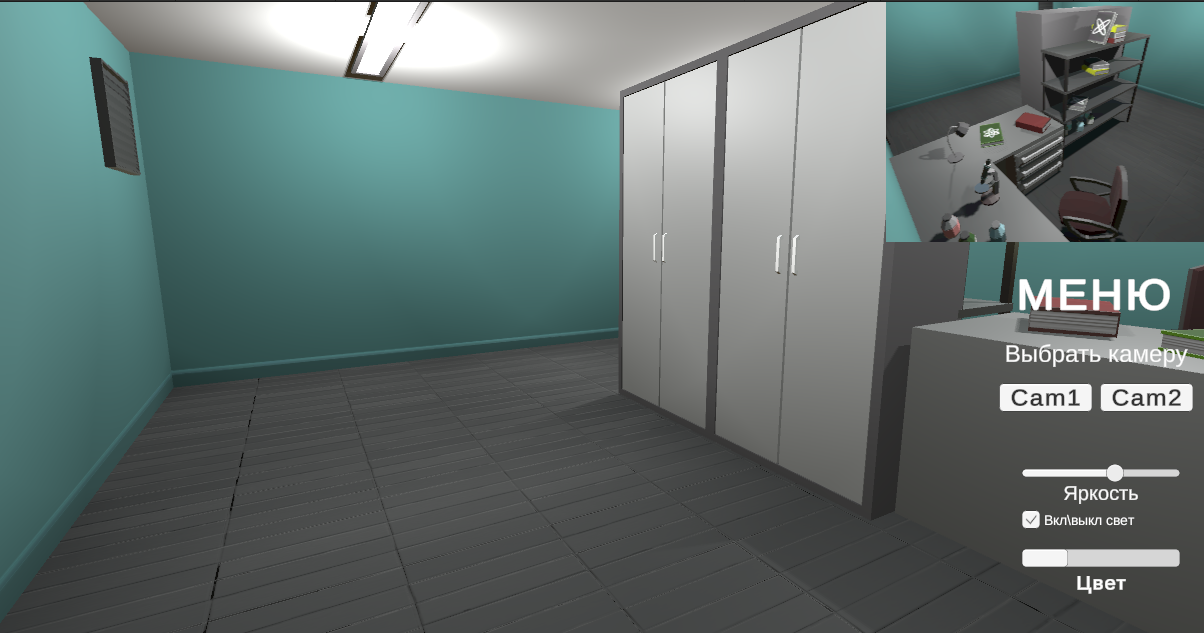 МЕНЮ
Выбрать камеру
Cam1 Cam2
Яркость
Вкл\выкл свет
Цвет